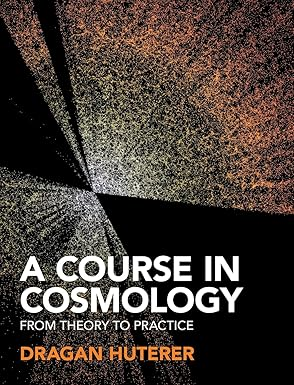 A COURSE IN
COSMOLOGY
FROM THEORY TO PRACTICE
DRAGAN HUTERER